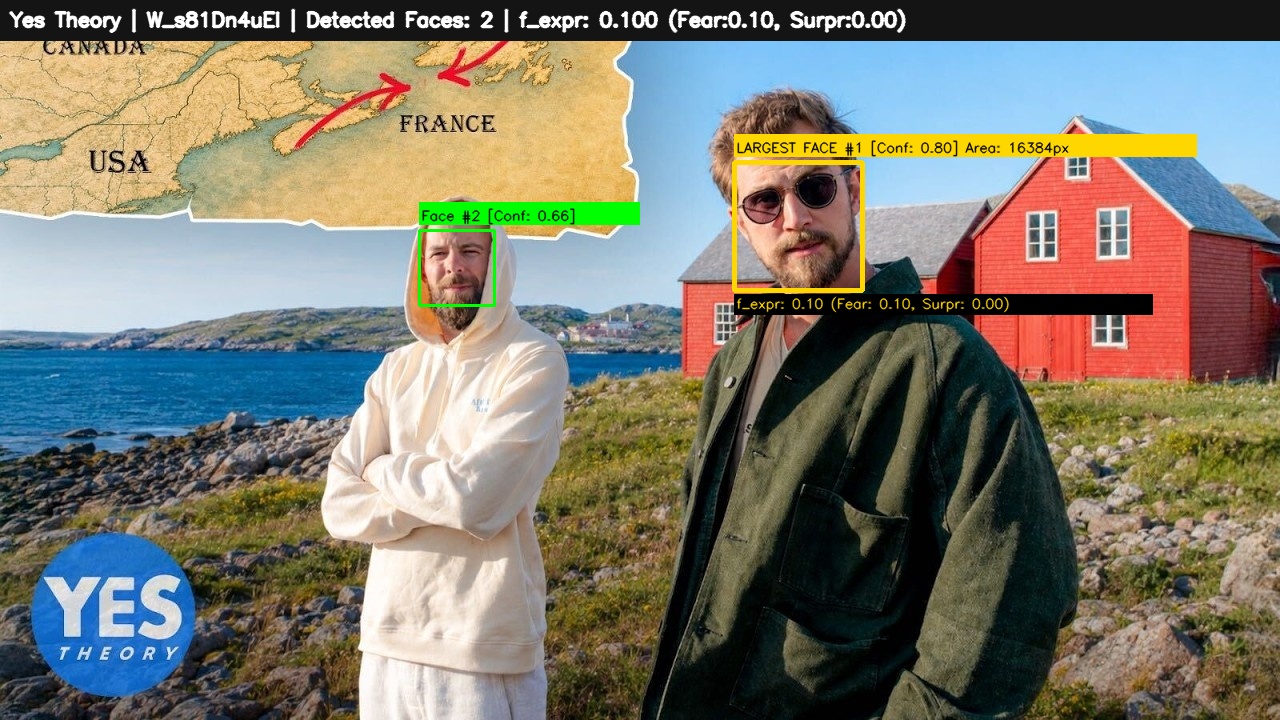 Yes Theory | W_s81Dn4uEI | Detected Faces: 2 | f_expr: 0.100 (Fear:0.10, Surpr:0.00)
CANADA
FRANCE
USA
LARGEST FACE #1 [Conf: 0.80] Area: 16384px
Face #2 [Conf: 0.66]
f_expr: 0.10 (Fear: 0.10, Surpr: 0.00)
YES
THEORY